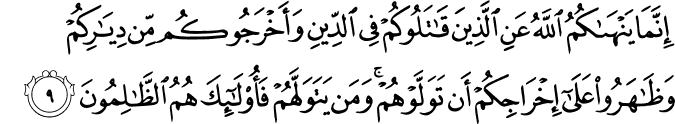 إِنَّمَا يَنْهَىٰكُمُ ٱللَّهُ عَنِ ٱلَّذِينَ قَـٰتَلُوكُمْ فِى ٱلدِّينِ وَأَخْرَجُوكُم مِّن دِيَـٰرِكُمْ
وَظَـٰهَرُوا۟ عَلَىٰٓ إِخْرَاجِكُمْ أَن تَوَلَّوْهُمْ ۚ وَمَن يَتَوَلَّهُمْ فَأُو۟لَـٰٓئِكَ هُمُ ٱلظَّـٰلِمُونَ ٩